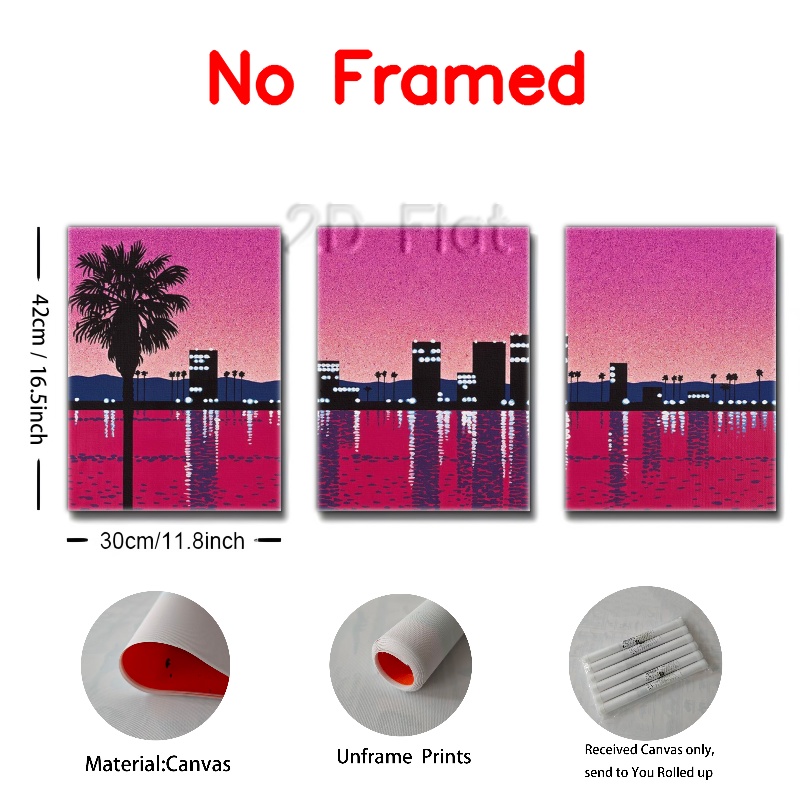 No Framed
2D Flat
42cm / 16.5inch
30cm/11.8inch
Material:Canvas
Unframe Prints
Received Canvas only,
send to You Rolled up